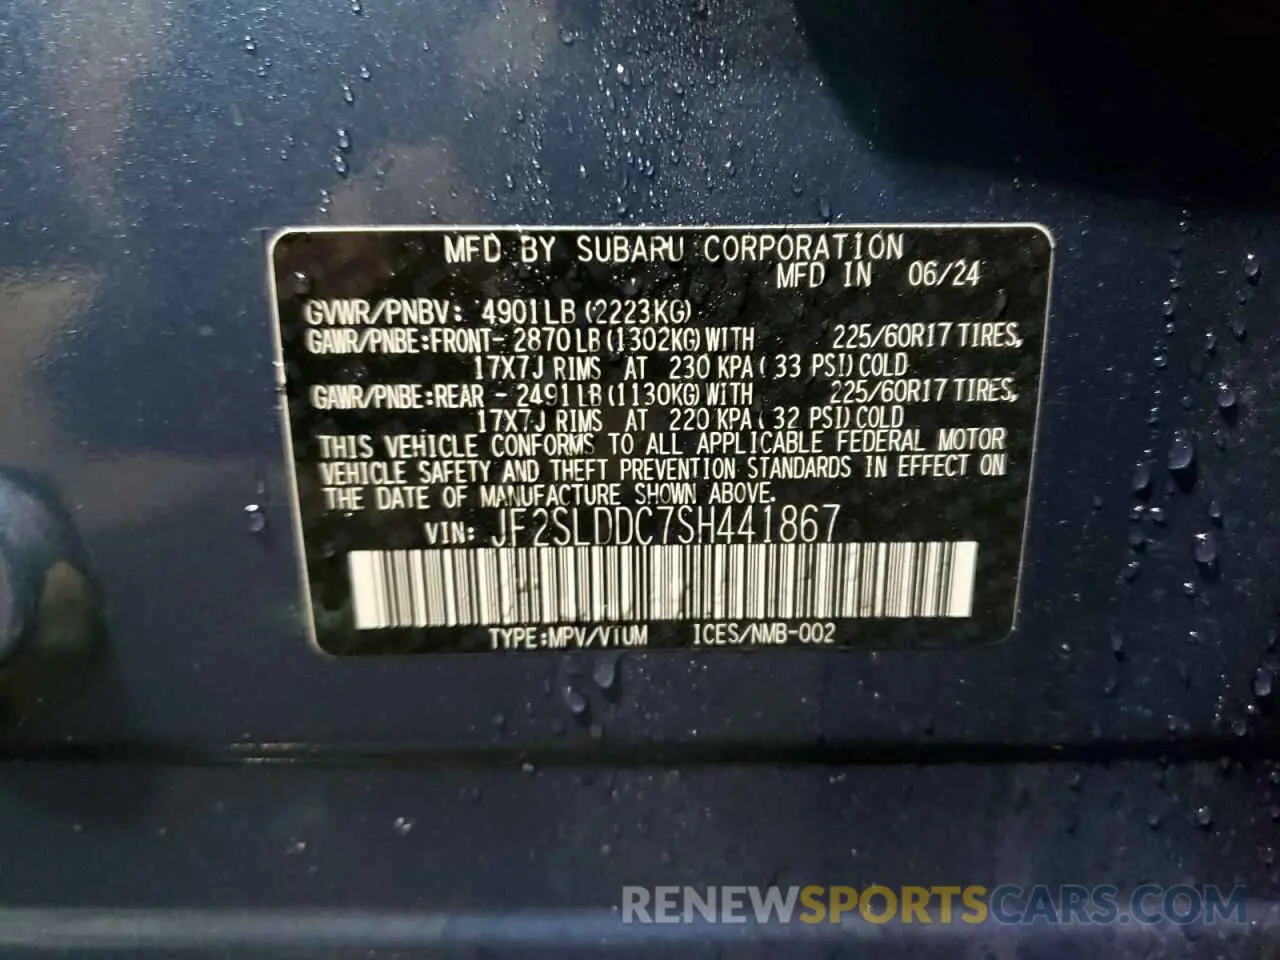 MFD BY SUBARU CORPORATION
MFD IN 06/24
GVWR/PNBV: 4901LB (2223KG)
GAWR/PNBE:FRONT- 2870LB (1302KG) WITH 225/60R17 TIRES,
17X7J RIMS AT 230 KPA ( 33 PSI) COLD
GAWR/PNBE:REAR - 2491LB (1130KG) WITH 225/60R17 TIRES,
17X7J RIMS AT 220 KPA ( 32 PSI) COLD
THIS VEHICLE CONFORMS TO ALL APPLICABLE FEDERAL MOTOR
VEHICLE SAFETY AND THEFT PREVENTION STANDARDS IN EFFECT ON
THE DATE OF MANUFACTURE SHOWN ABOVE.
VIN: JF2SLDDC7SH441867
TYPE:MPV/VTUM ICES/NMB-002
RENEWSPORTSCARS.COM